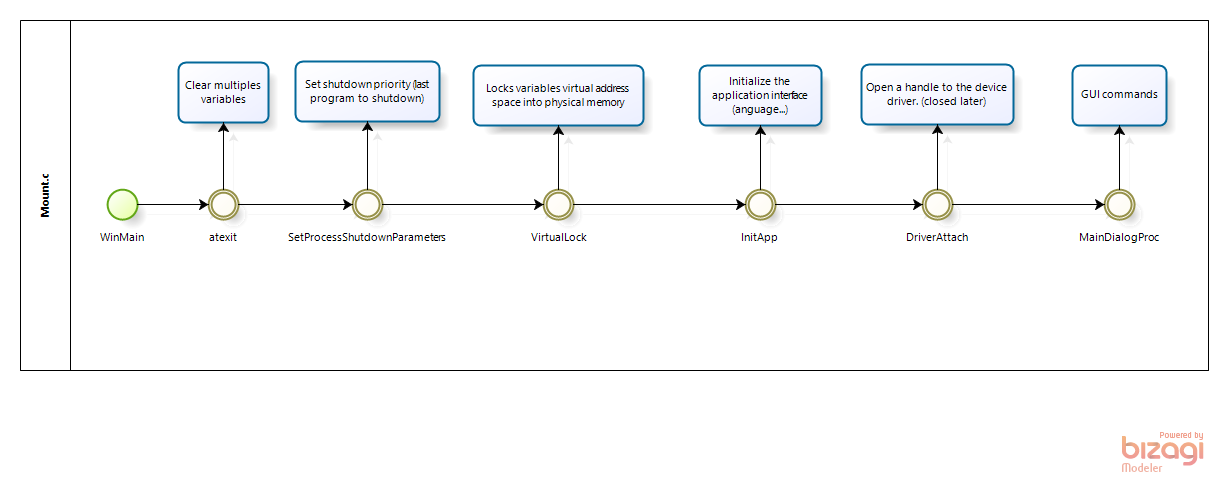 Mount.c
Clear multiples
variables
Set shutdown priority (last
program to shutdown)
Locks variables virtual address
space into physical memory
Initialize the
application interface
(anguage...)
Open a handle to the device
driver. (closed later)
GUI commands
WinMain
atexit
SetProcessShutdownParameters
VirtualLock
InitApp
DriverAttach
MainDialogProc
Powered by
bizagi
Modeler